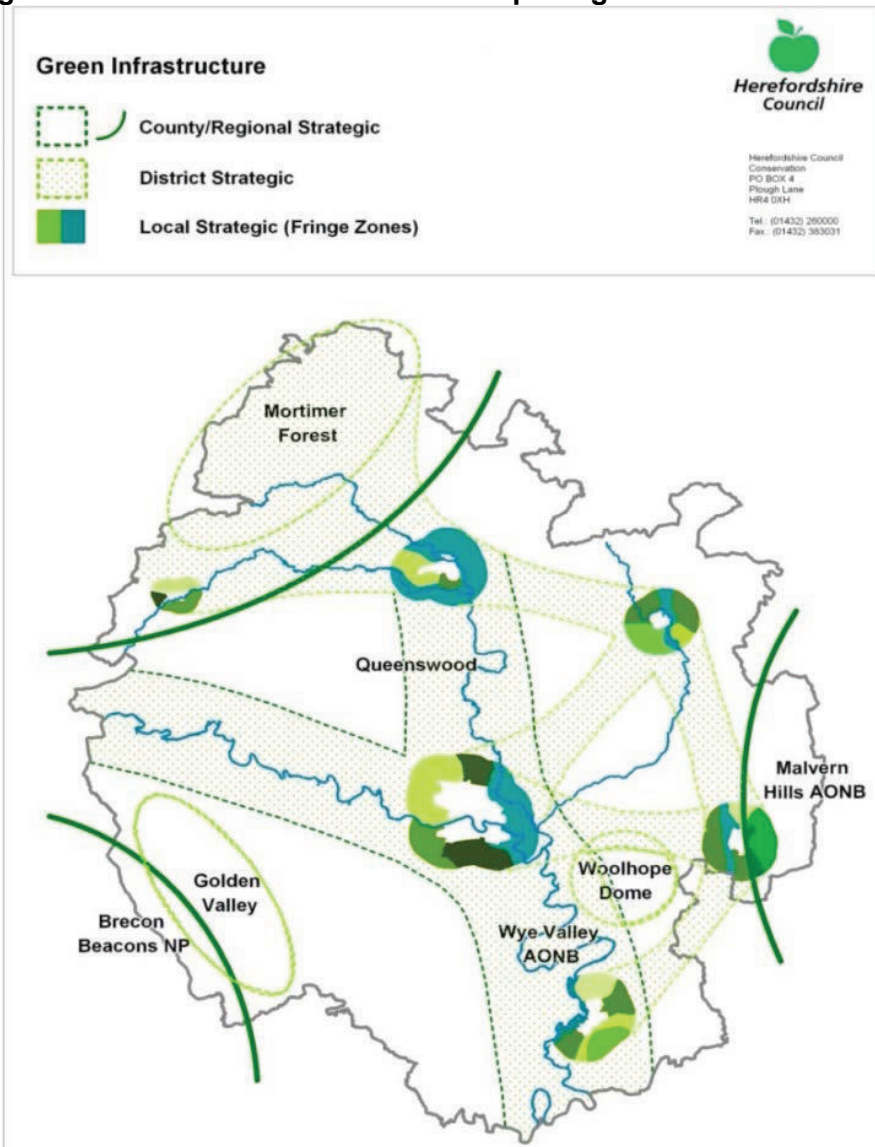 Green Infrastructure
County/Regional Strategic
District Strategic
Local Strategic (Fringe Zones)
Herefordshire
Council
Herefordshire Council
Conservation
PO BOX 4
Plough Lane
HR4 0XH
Tel.: (01432) 260000
Fax.: (01432) 383031
Mortimer
Forest
Queenswood
Malvern
Hills AONB
Golden
Valley
Woolhope
Dome
Brecon
Beacons NP
Wye Valley
AONB